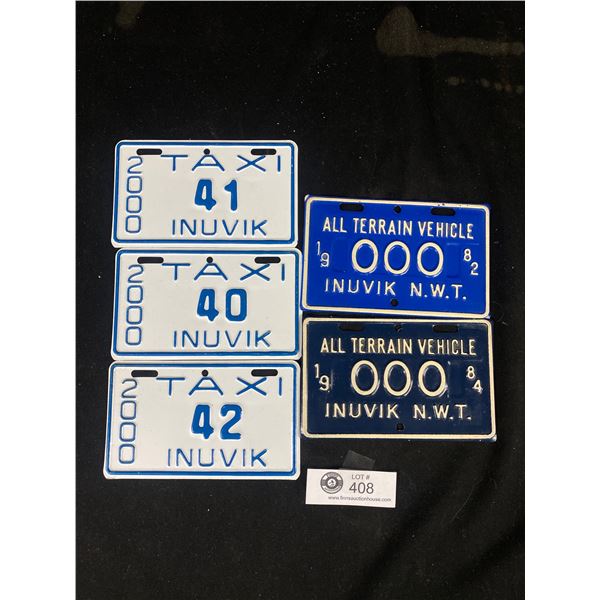 2000
TAXI
41
INUVIK
2000
TAXI
40
INUVIK
2000
TAXI
42
INUVIK
ALL TERRAIN VEHICLE
19 000 82
INUVIK N.W.T.
ALL TERRAIN VEHICLE
19 000 84
INUVIK N.W.T.
LOT #
408
www.finnsauctionhouse.com